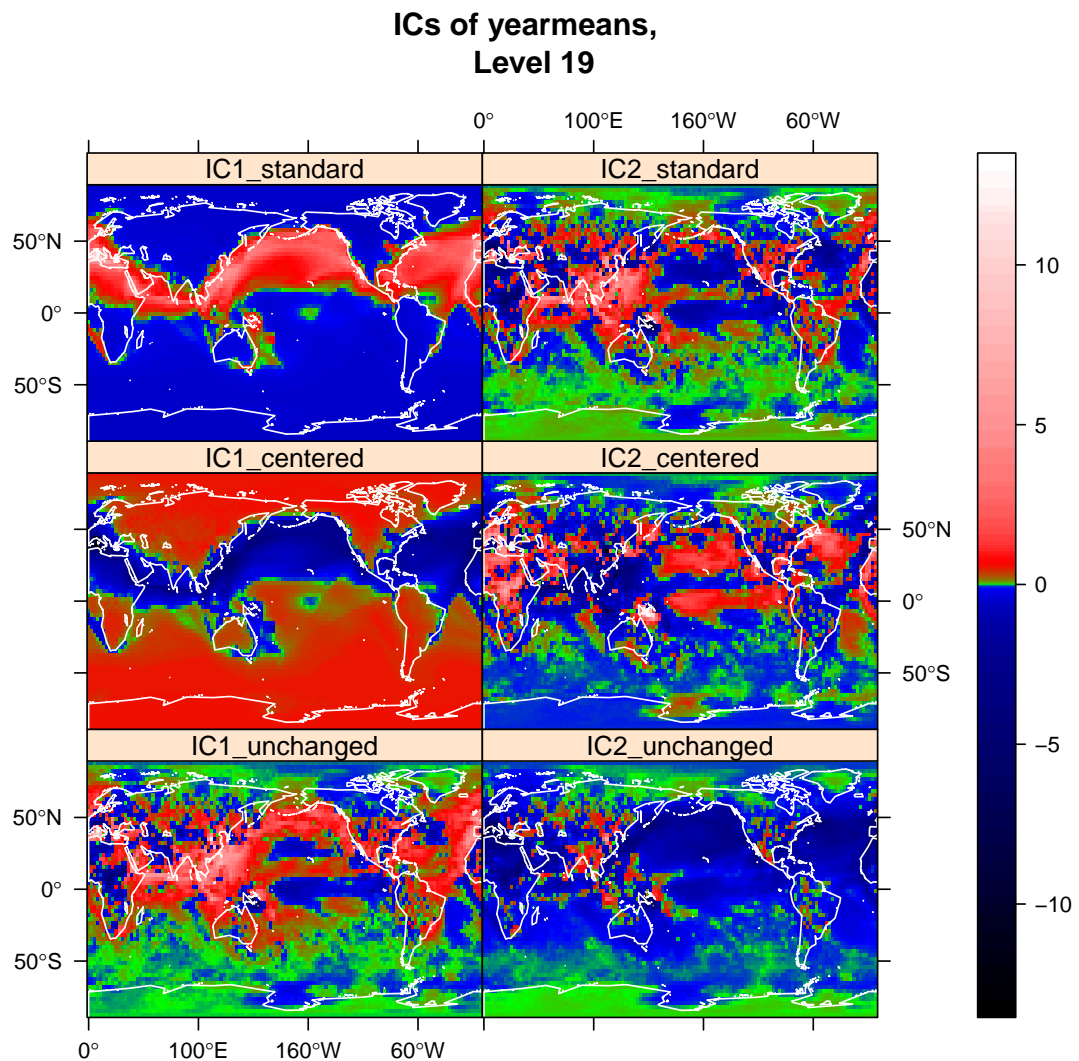 ICs of yearmeans,
Level 19
0° 100°E 160°W 60°W
IC1_standard IC2_standard
50°N
0°
50°S
10
5
0
−5
−10
IC1_centered IC2_centered
50°N
0°
50°S
IC1_unchanged IC2_unchanged
50°N
0°
50°S
0° 100°E 160°W 60°W